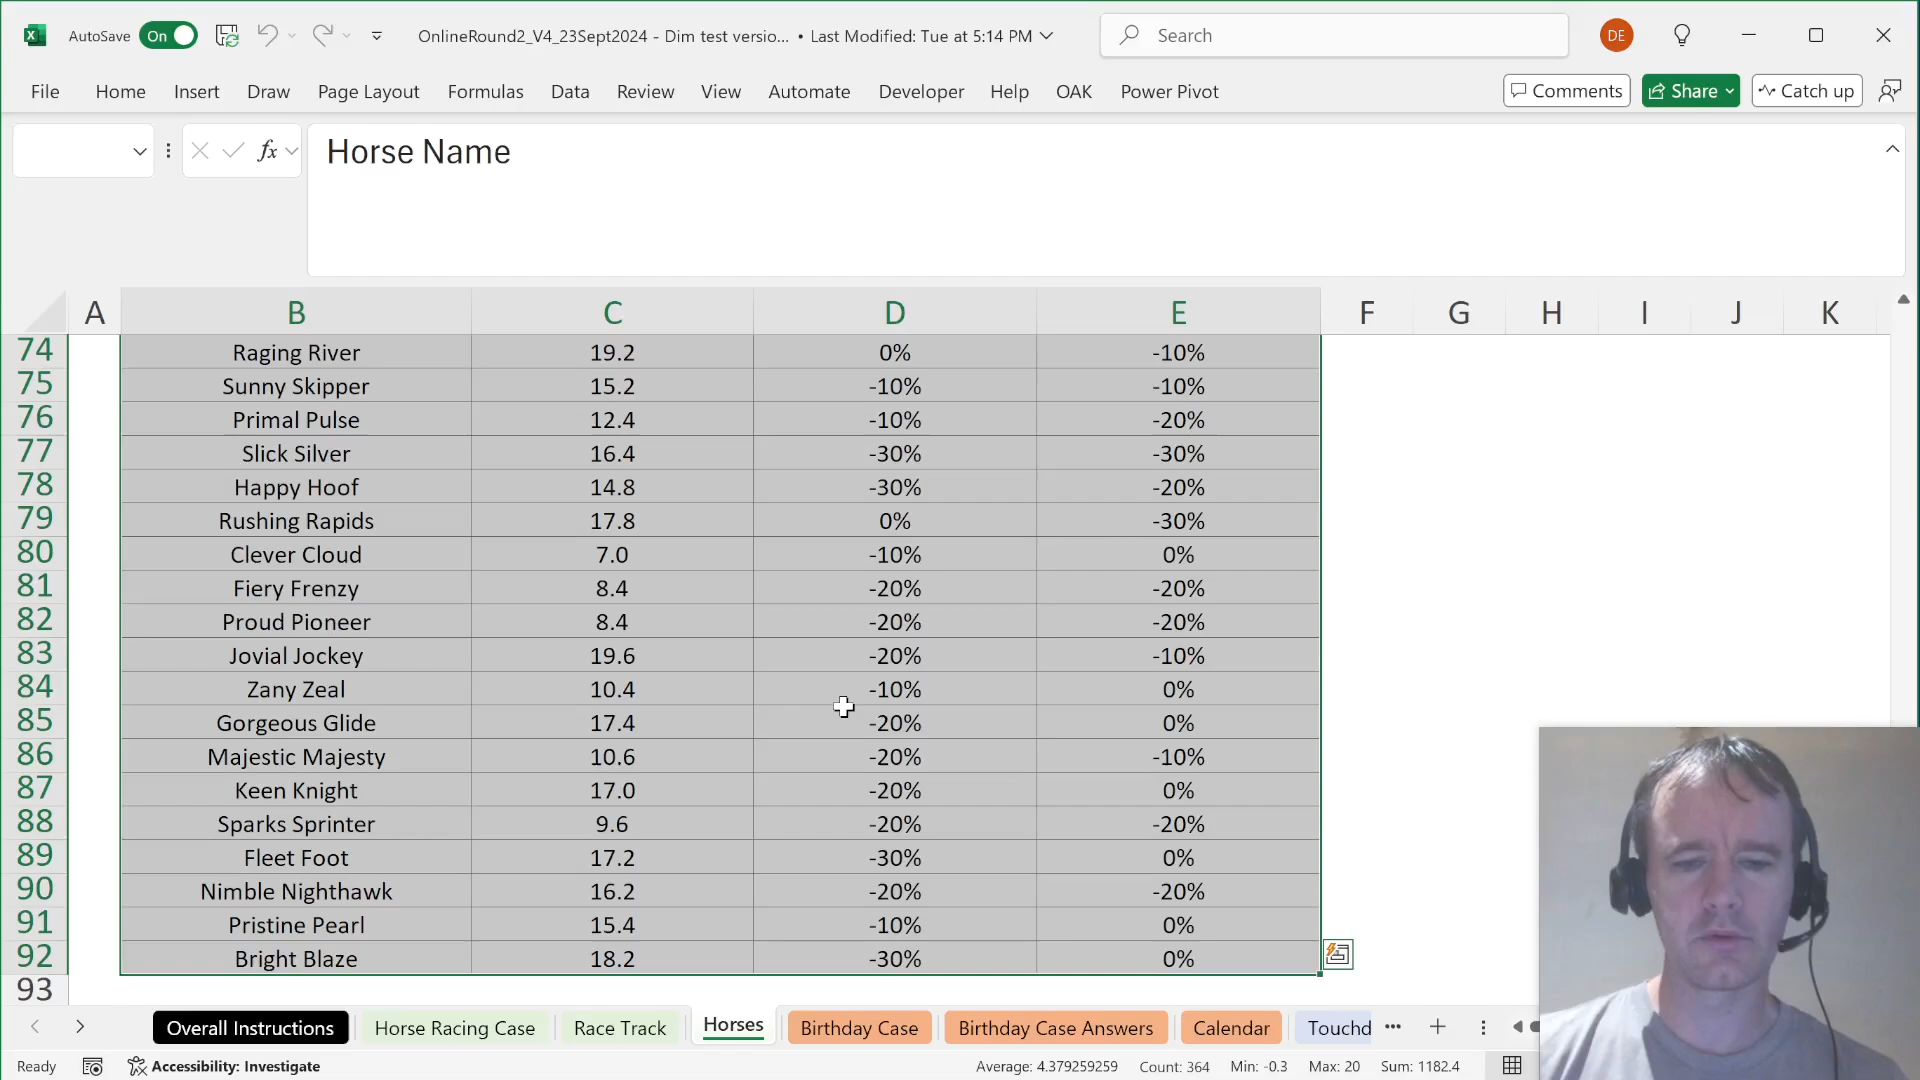 AutoSave On OnlineRound2_V4_23Sept2024 - Dim test versio... • Last Modified: Tue at 5:14 PM Search DE
File Home Insert Draw Page Layout Formulas Data Review View Automate Developer Help OAK Power Pivot Comments Share Catch up
fx Horse Name
A B C D E F G H I J K
74 Raging River 19.2 0% -10%
75 Sunny Skipper 15.2 -10% -10%
76 Primal Pulse 12.4 -10% -20%
77 Slick Silver 16.4 -30% -30%
78 Happy Hoof 14.8 -30% -20%
79 Rushing Rapids 17.8 0% -30%
80 Clever Cloud 7.0 -10% 0%
81 Fiery Frenzy 8.4 -20% -20%
82 Proud Pioneer 8.4 -20% -20%
83 Jovial Jockey 19.6 -20% -10%
84 Zany Zeal 10.4 -10% 0%
85 Gorgeous Glide 17.4 -20% 0%
86 Majestic Majesty 10.6 -20% -10%
87 Keen Knight 17.0 -20% 0%
88 Sparks Sprinter 9.6 -20% -20%
89 Fleet Foot 17.2 -30% 0%
90 Nimble Nighthawk 16.2 -20% -20%
91 Pristine Pearl 15.4 -10% 0%
92 Bright Blaze 18.2 -30% 0%
93
Overall Instructions Horse Racing Case Race Track Horses Birthday Case Birthday Case Answers Calendar Touchd ...
Ready Accessibility: Investigate Average: 4.379259259 Count: 364 Min: -0.3 Max: 20 Sum: 1182.4